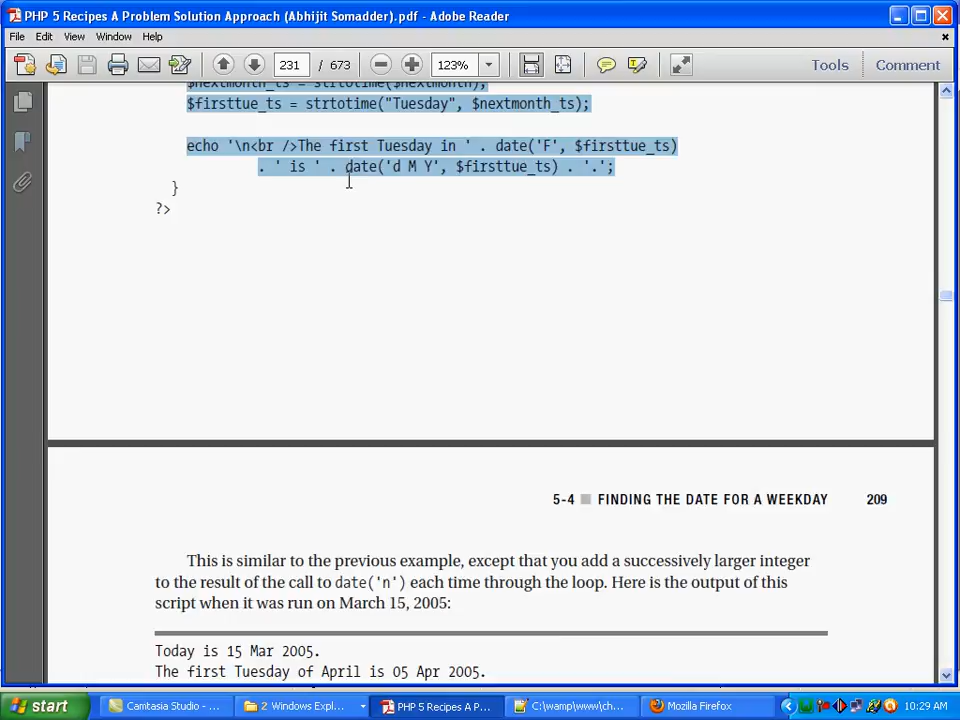 PHP 5 Recipes A Problem Solution Approach (Abhijit Somadder).pdf - Adobe Reader
File Edit View Window Help
231 / 673 123% Tools Comment
$nextmonth_ts = strtotime($nextmonth);
$firsttue_ts = strtotime("Tuesday", $nextmonth_ts);
echo '\n<br />The first Tuesday in ' . date('F', $firsttue_ts)
. ' is ' . date('d M Y', $firsttue_ts) . '.';
}
?>
5-4 ■ FINDING THE DATE FOR A WEEKDAY 209
This is similar to the previous example, except that you add a successively larger integer
to the result of the call to date('n') each time through the loop. Here is the output of this
script when it was run on March 15, 2005:
Today is 15 Mar 2005.
The first Tuesday of April is 05 Apr 2005.
start Camtasia Studio - ... 2 Windows Expl... PHP 5 Recipes A P... C:\wamp\www\ch... Mozilla Firefox 10:29 AM